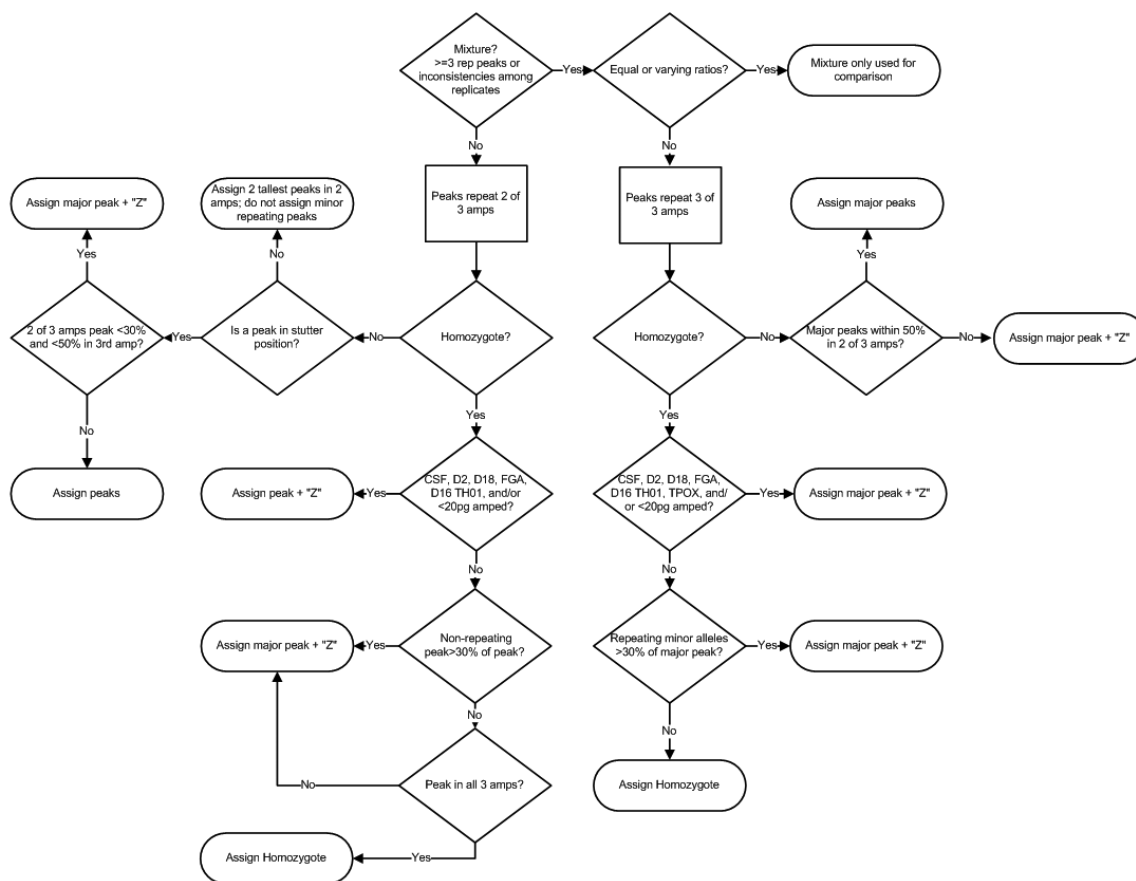 Mixture?
>=3 rep peaks or
inconsistencies among
replicates
Yes
Equal or varying ratios?
Yes
Mixture only used for
comparison
No
No
Assign major peak + "Z"
Assign 2 tallest peaks in 2
amps; do not assign minor
repeating peaks
Peaks repeat 2 of
3 amps
Peaks repeat 3 of
3 amps
Assign major peaks
Yes
No
Yes
2 of 3 amps peak <30%
and <50% in 3rd amp?
Yes
Is a peak in stutter
position?
No
Homozygote?
Homozygote?
No
Major peaks within 50%
in 2 of 3 amps?
No
Assign major peak + "Z"
No
Yes
Yes
Assign peaks
Assign peak + "Z"
Yes
CSF, D2, D18, FGA,
D16 TH01, and/or
<20pg amped?
CSF, D2, D18, FGA,
D16 TH01, TPOX, and/
or <20pg amped?
Yes
Assign major peak + "Z"
No
No
Assign major peak + "Z"
Yes
Non-repeating
peak>30% of peak?
Repeating minor alleles
>30% of major peak?
Yes
Assign major peak + "Z"
No
No
No
Peak in all 3 amps?
Assign Homozygote
Assign Homozygote
Yes